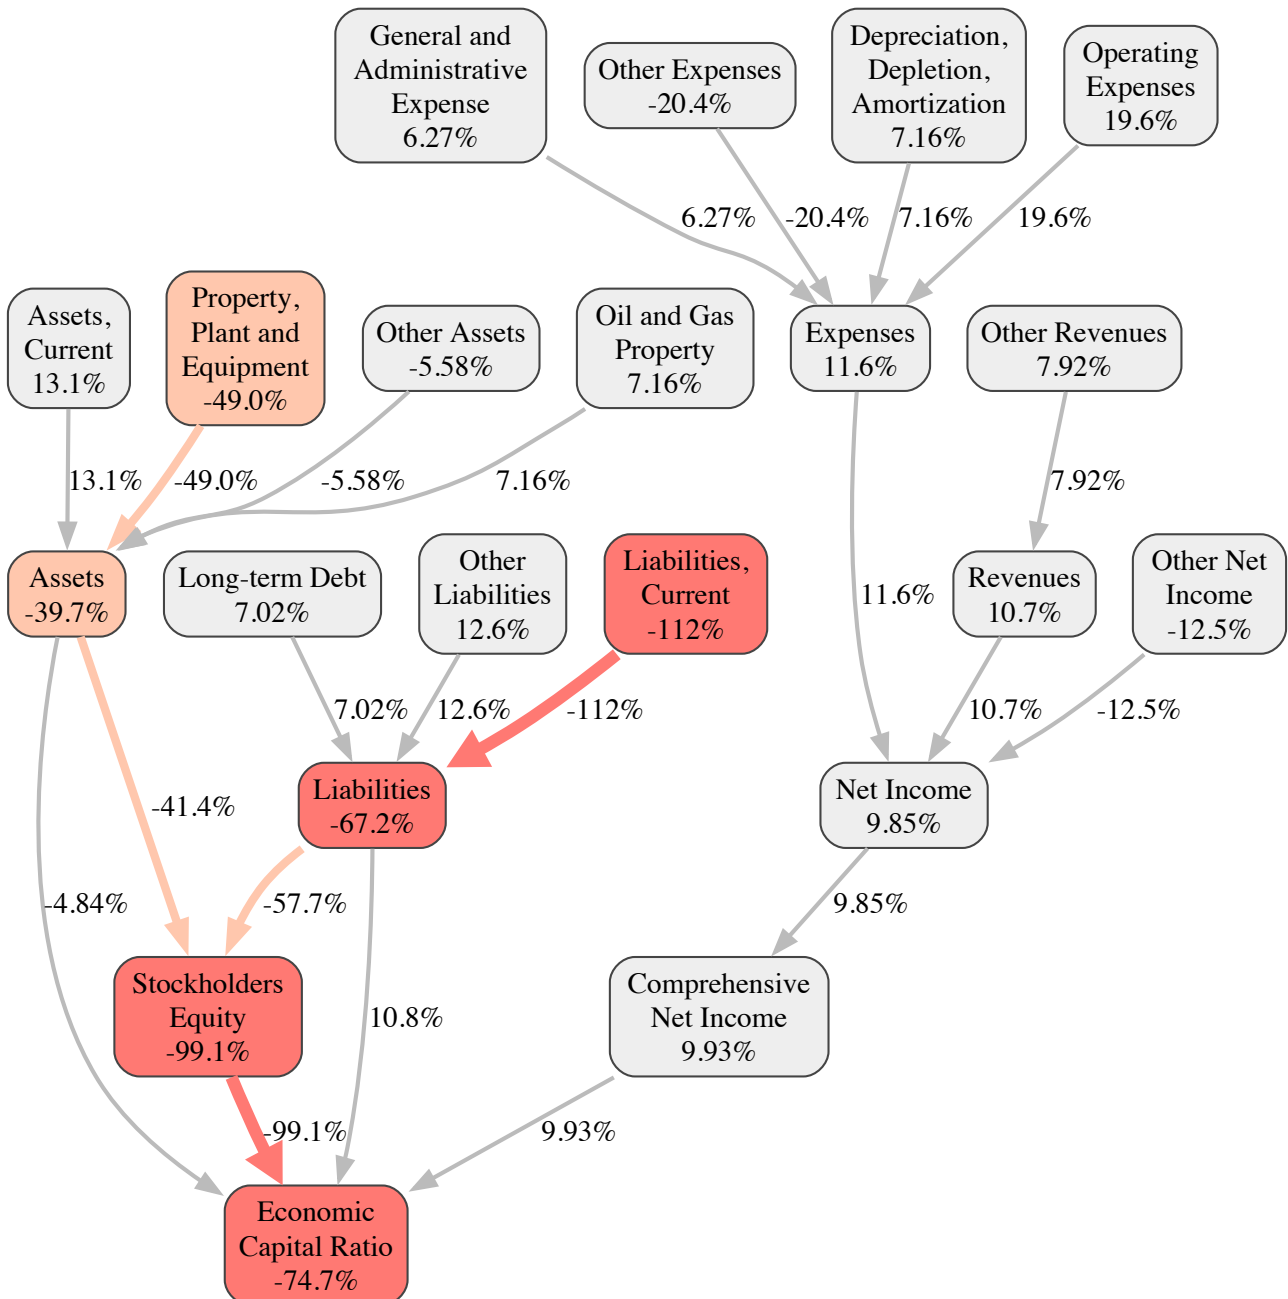 General and
Administrative
Expense
6.27%
Other Expenses
-20.4%
Depreciation,
Depletion,
Amortization
7.16%
Operating
Expenses
19.6%
6.27%
-20.4%
7.16%
19.6%
Assets,
Current
13.1%
Property,
Plant and
Equipment
-49.0%
Other Assets
-5.58%
Oil and Gas
Property
7.16%
Expenses
11.6%
Other Revenues
7.92%
13.1%
-49.0%
-5.58%
7.16%
7.92%
Assets
-39.7%
Long-term Debt
7.02%
Other
Liabilities
12.6%
Liabilities,
Current
-112%
11.6%
Revenues
10.7%
Other Net
Income
-12.5%
7.02%
12.6%
-112%
10.7%
-12.5%
-41.4%
Liabilities
-67.2%
Net Income
9.85%
-4.84%
-57.7%
9.85%
Stockholders
Equity
-99.1%
10.8%
Comprehensive
Net Income
9.93%
-99.1%
9.93%
Economic
Capital Ratio
-74.7%